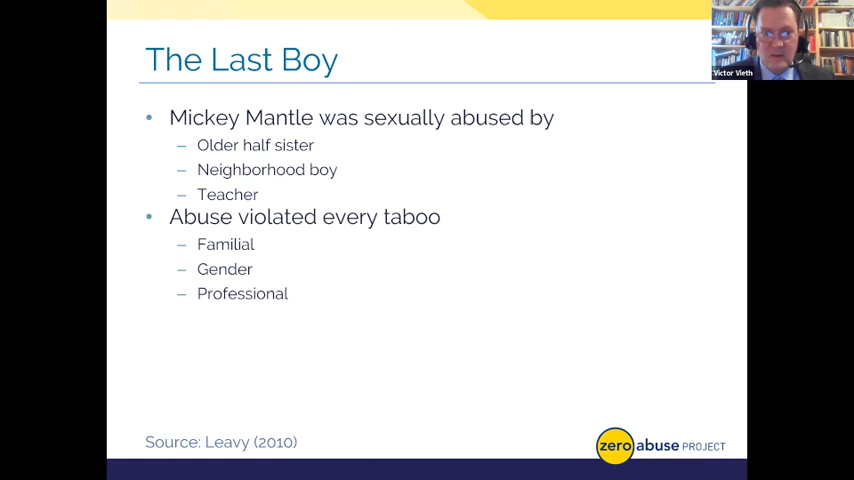 The Last Boy
Victor Vieth
• Mickey Mantle was sexually abused by
– Older half sister
– Neighborhood boy
– Teacher
• Abuse violated every taboo
– Familial
– Gender
– Professional
Source: Leavy (2010)
zero abuse PROJECT